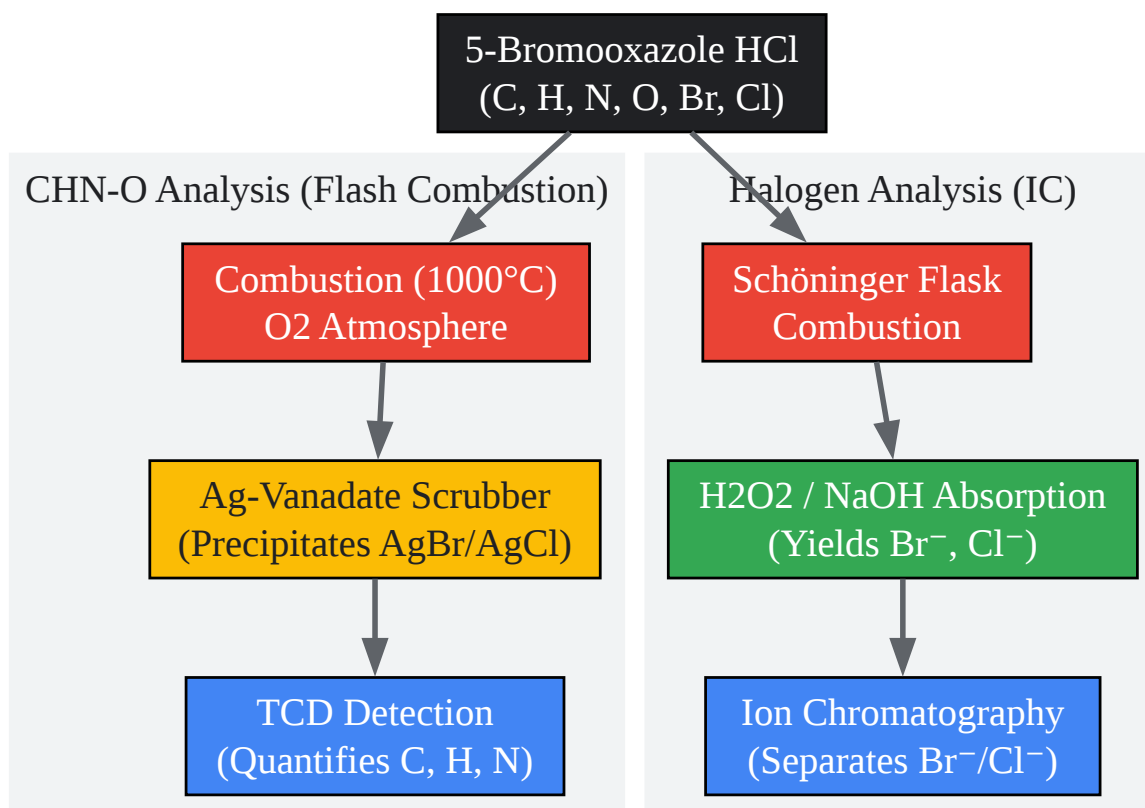 5-Bromooxazole HCl
(C, H, N, O, Br, Cl)
CHN-O Analysis (Flash Combustion)
Combustion (1000°C)
O2 Atmosphere
Ag-Vanadate Scrubber
(Precipitates AgBr/AgCl)
TCD Detection
(Quantifies C, H, N)
Halogen Analysis (IC)
Schöninger Flask
Combustion
H2O2 / NaOH Absorption
(Yields Br⁻, Cl⁻)
Ion Chromatography
(Separates Br⁻/Cl⁻)